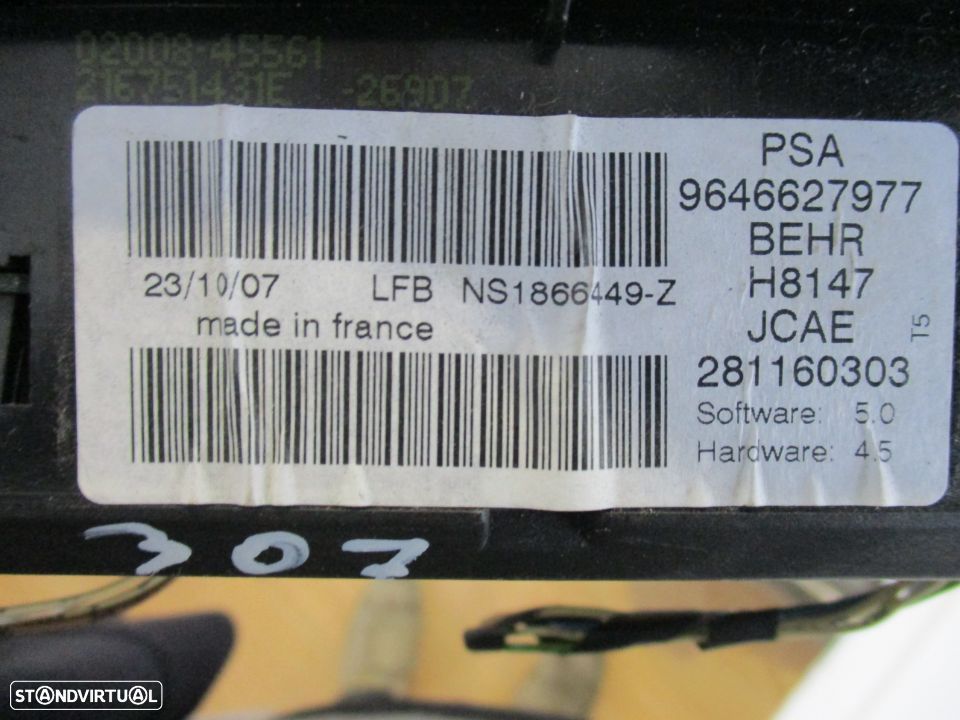 02008-45561
216751431E -26907
PSA
9646627977
BEHR
H8147
JCAE
281160303
T5
Software: 5.0
Hardware: 4.5
23/10/07 LFB NS1866449-Z
made in france
307
STANDVIRTUAL